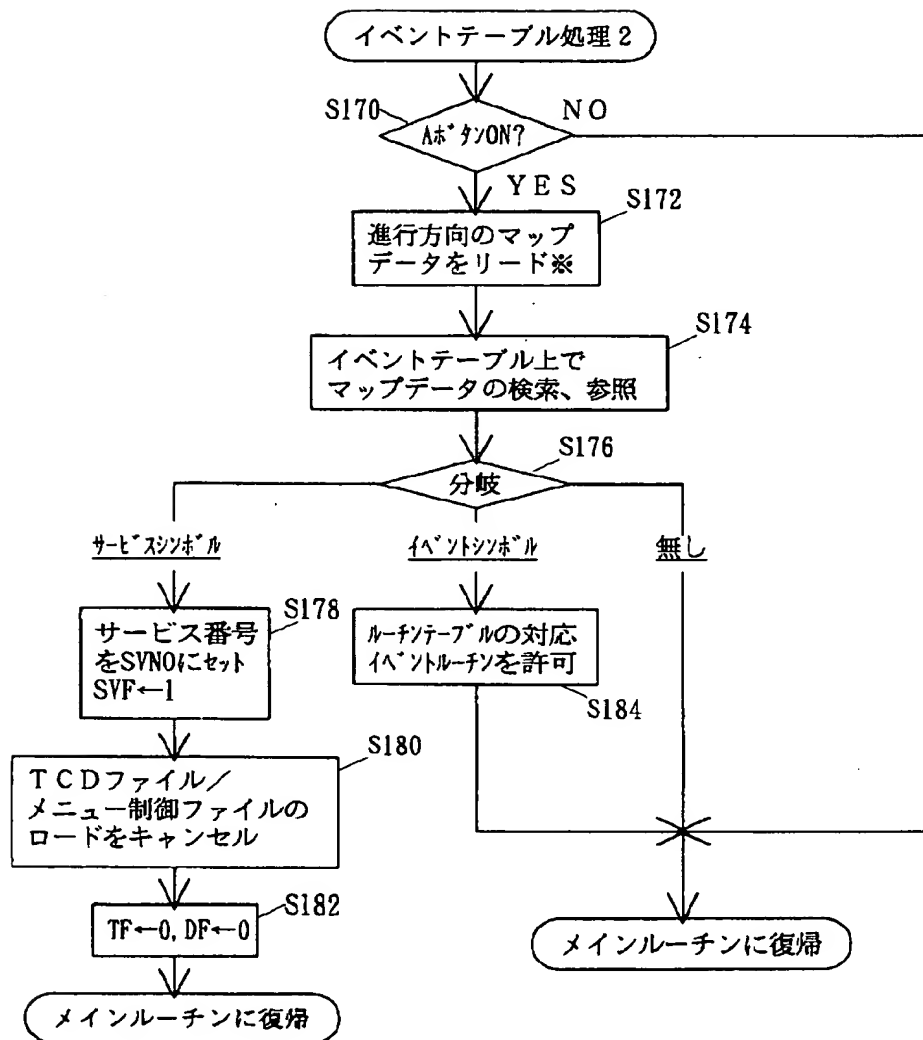 イベントテーブル処理2
S170
NO
AボタンON?
YES
S172
進行方向のマップ
データをリード※
S174
イベントテーブル上で
マップデータの検索、参照
S176
分岐
サービスシンボル
イベントシンボル
無し
S178
サービス番号
をSVNOにセット
SVF←1
ルーチンテーブルの対応
イベントルーチンを許可
S184
S180
TCDファイル/
メニュー制御ファイルの
ロードをキャンセル
S182
TF←0, DF←0
メインルーチンに復帰
メインルーチンに復帰